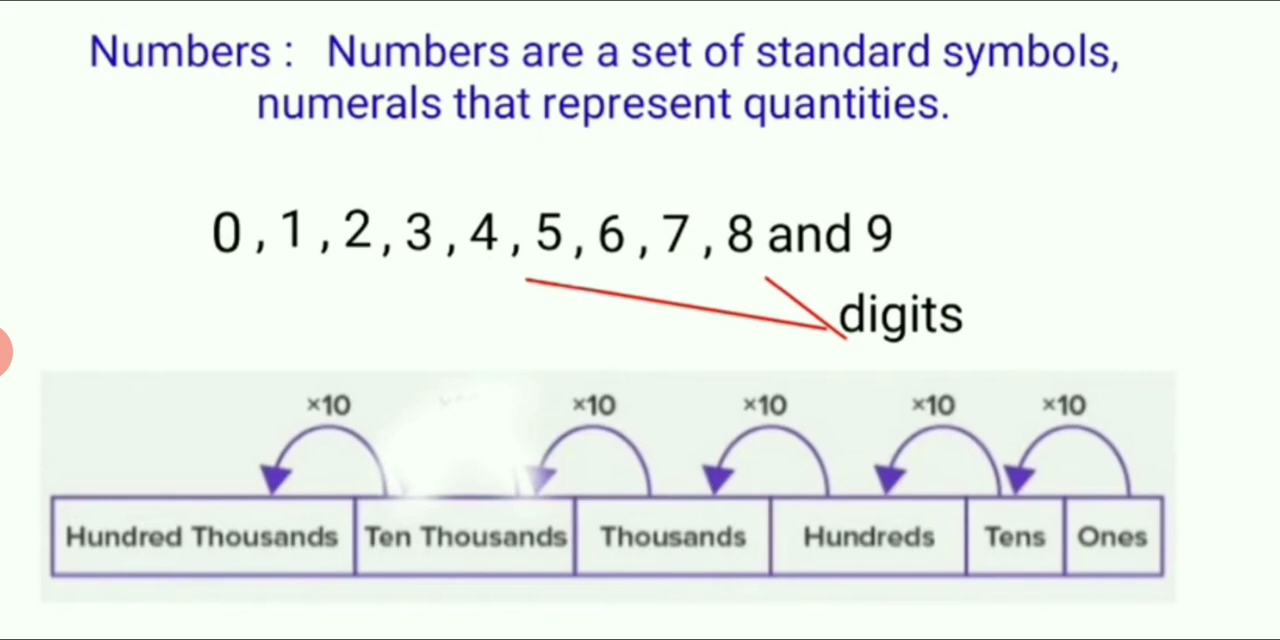 Numbers : Numbers are a set of standard symbols,
numerals that represent quantities.
0 , 1 , 2 , 3 , 4 , 5 , 6 , 7 , 8 and 9
digits
×10 ×10 ×10 ×10 ×10
Hundred Thousands Ten Thousands Thousands Hundreds Tens Ones